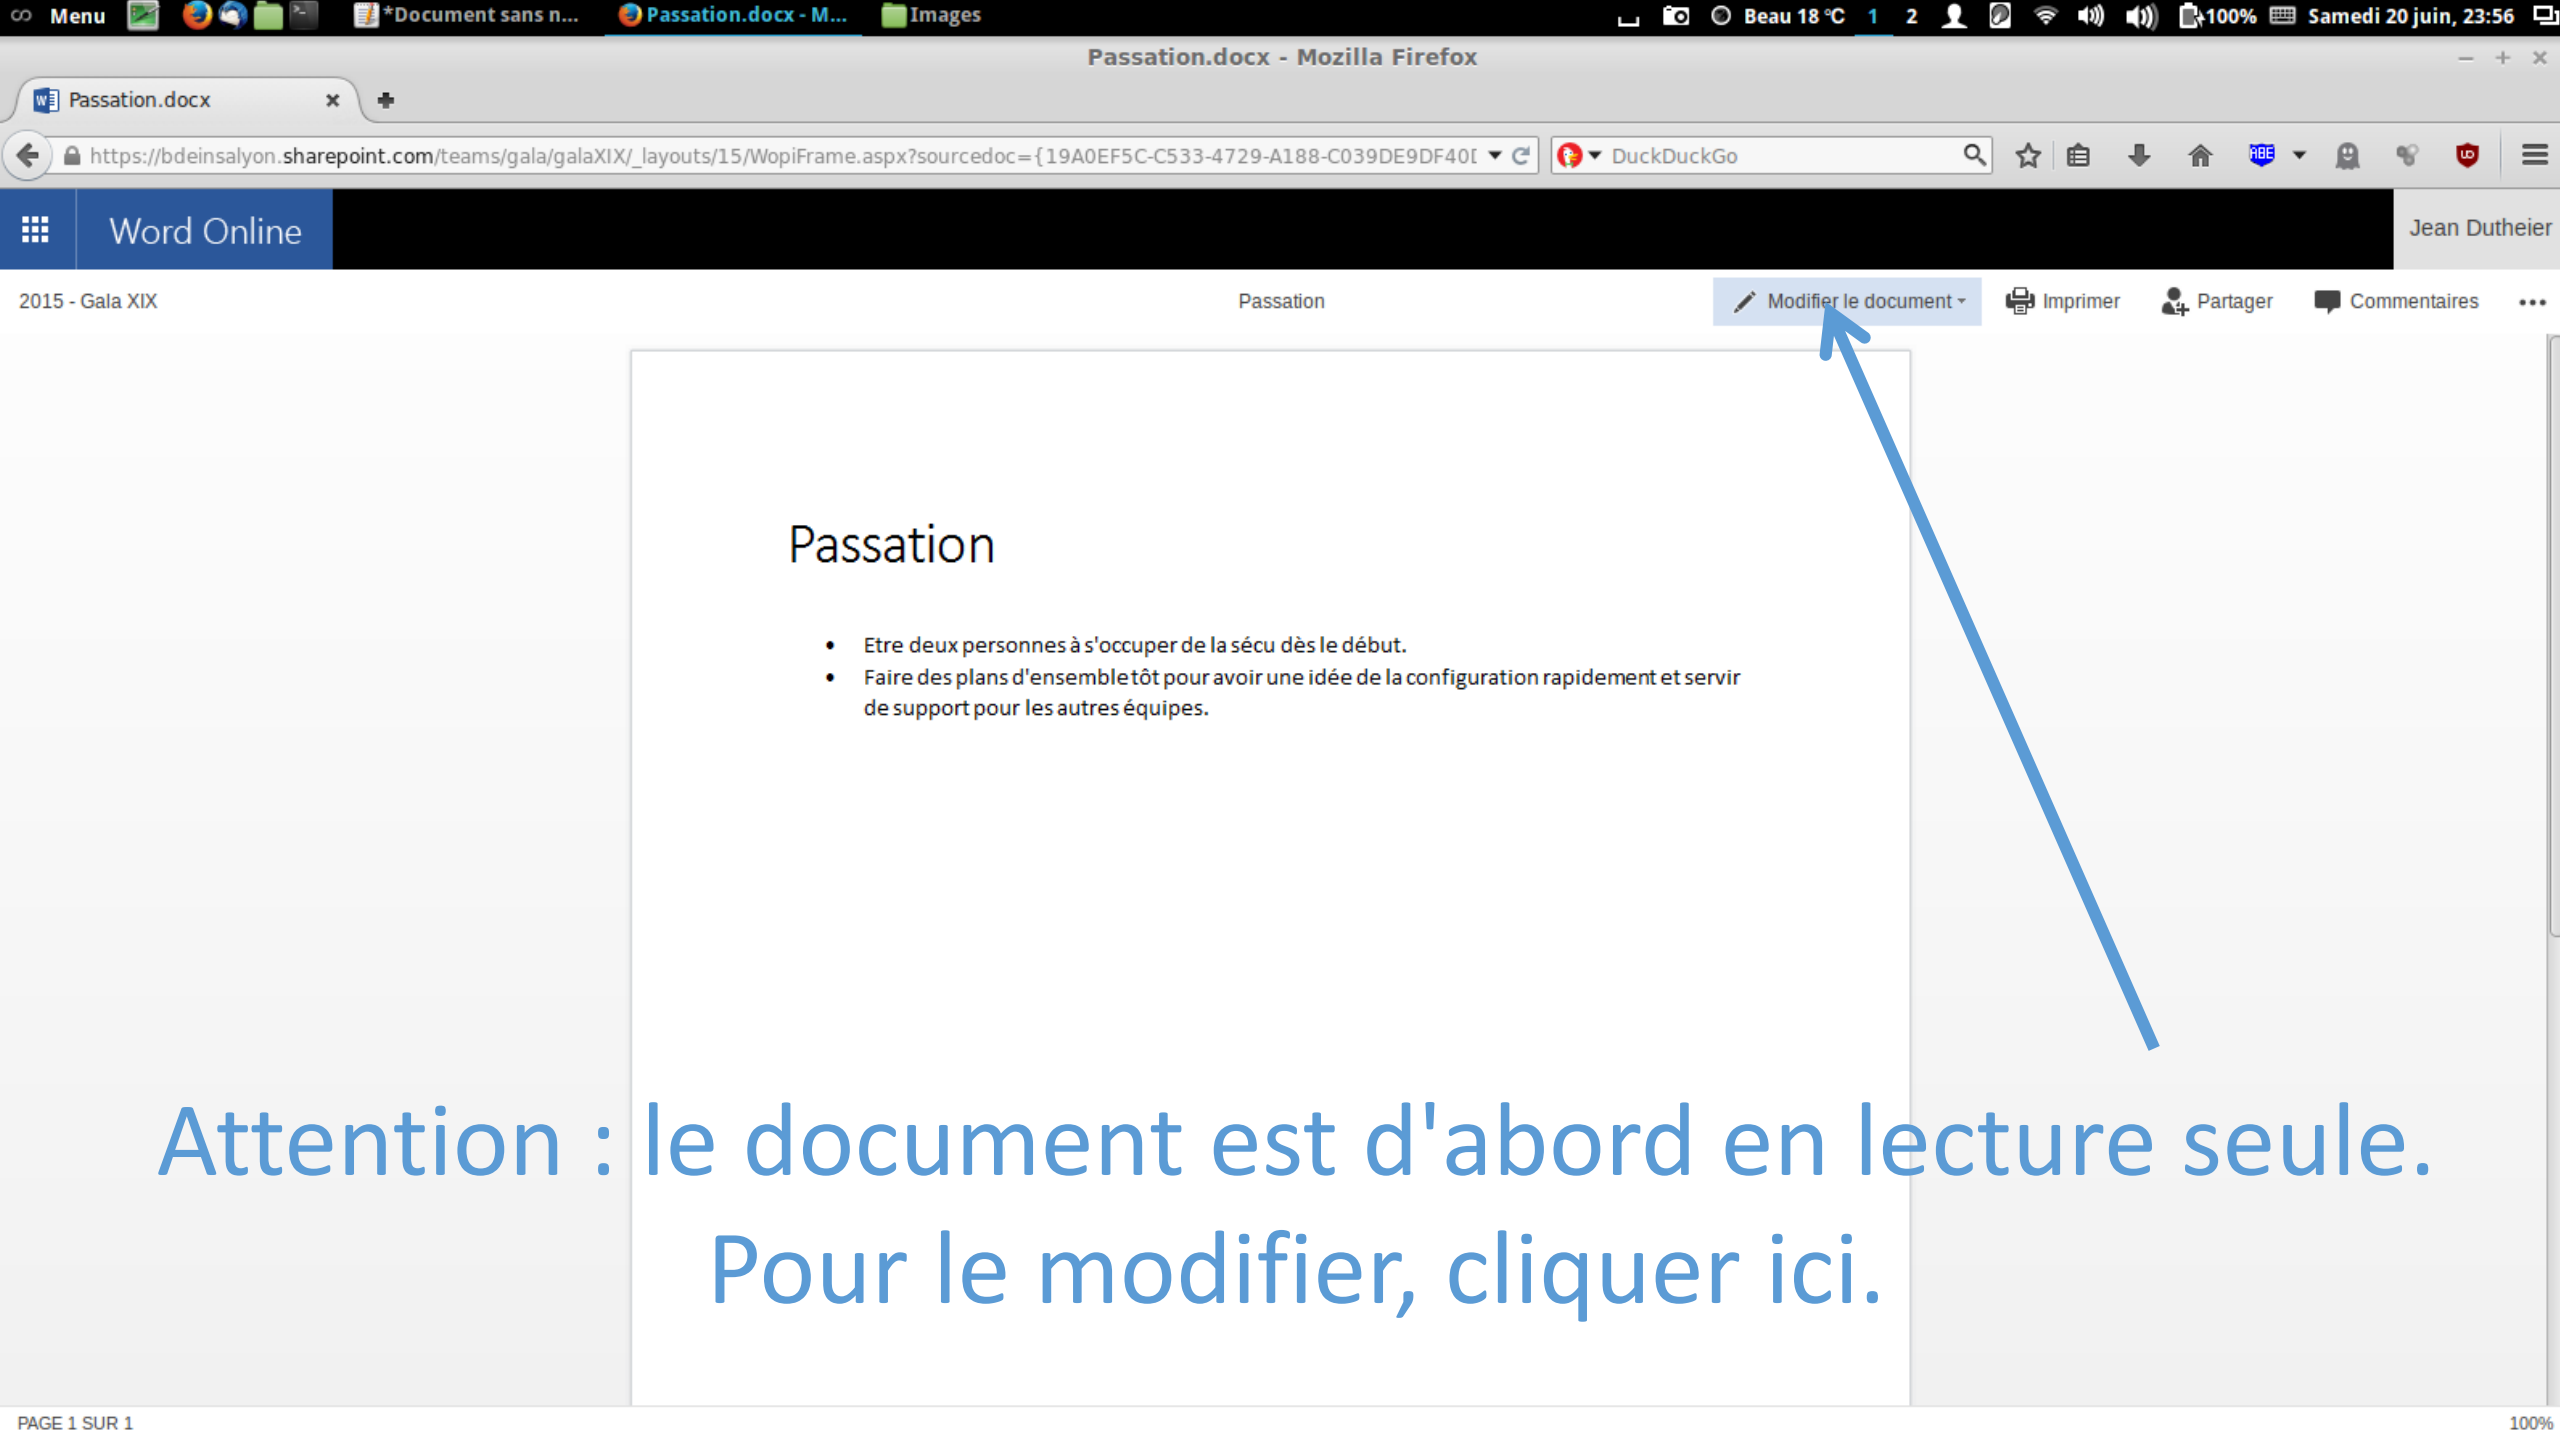 Menu *Document sans n... Passation.docx - M... Images Beau 18 °C 1 2 100% Samedi 20 juin, 23:56
Passation.docx - Mozilla Firefox
Passation.docx
https://bdeinsalyon.sharepoint.com/teams/gala/galaXIX/_layouts/15/WopiFrame.aspx?sourcedoc={19A0EF5C-C533-4729-A188-C039DE9DF40 DuckDuckGo ABE
Word Online Jean Dutheier
2015 - Gala XIX Passation Modifier le document Imprimer Partager Commentaires
Passation
• Etre deux personnes à s'occuper de la sécu dès le début.
• Faire des plans d'ensemble tôt pour avoir une idée de la configuration rapidement et servir
de support pour les autres équipes.
Attention : le document est d'abord en lecture seule.
Pour le modifier, cliquer ici.
PAGE 1 SUR 1 100%